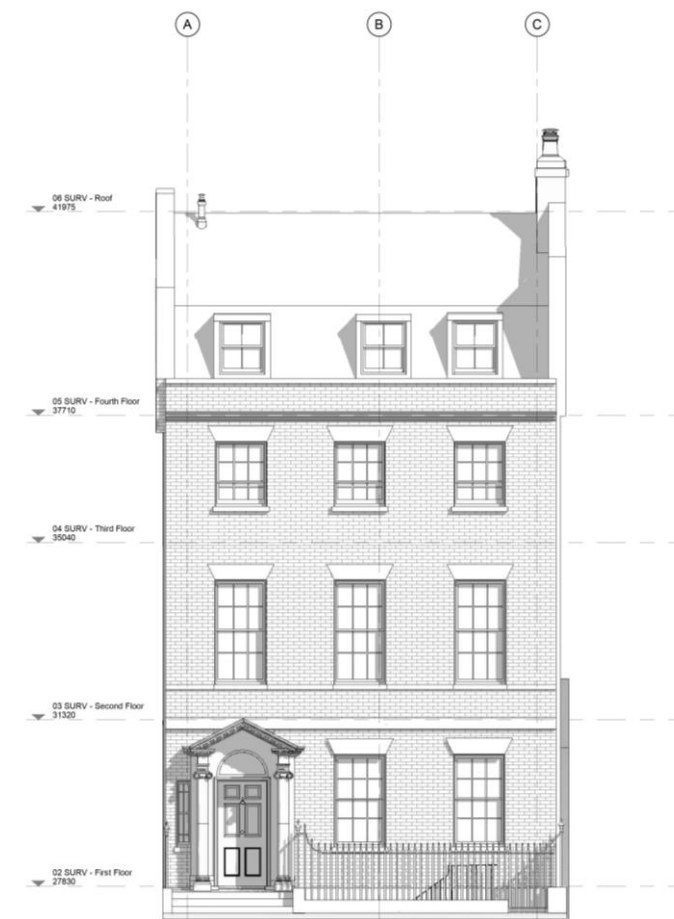 A
B
C
06 SURV - Roof
41975
05 SURV - Fourth Floor
37710
04 SURV - Third Floor
35040
03 SURV - Second Floor
31320
02 SURV - First Floor
27830